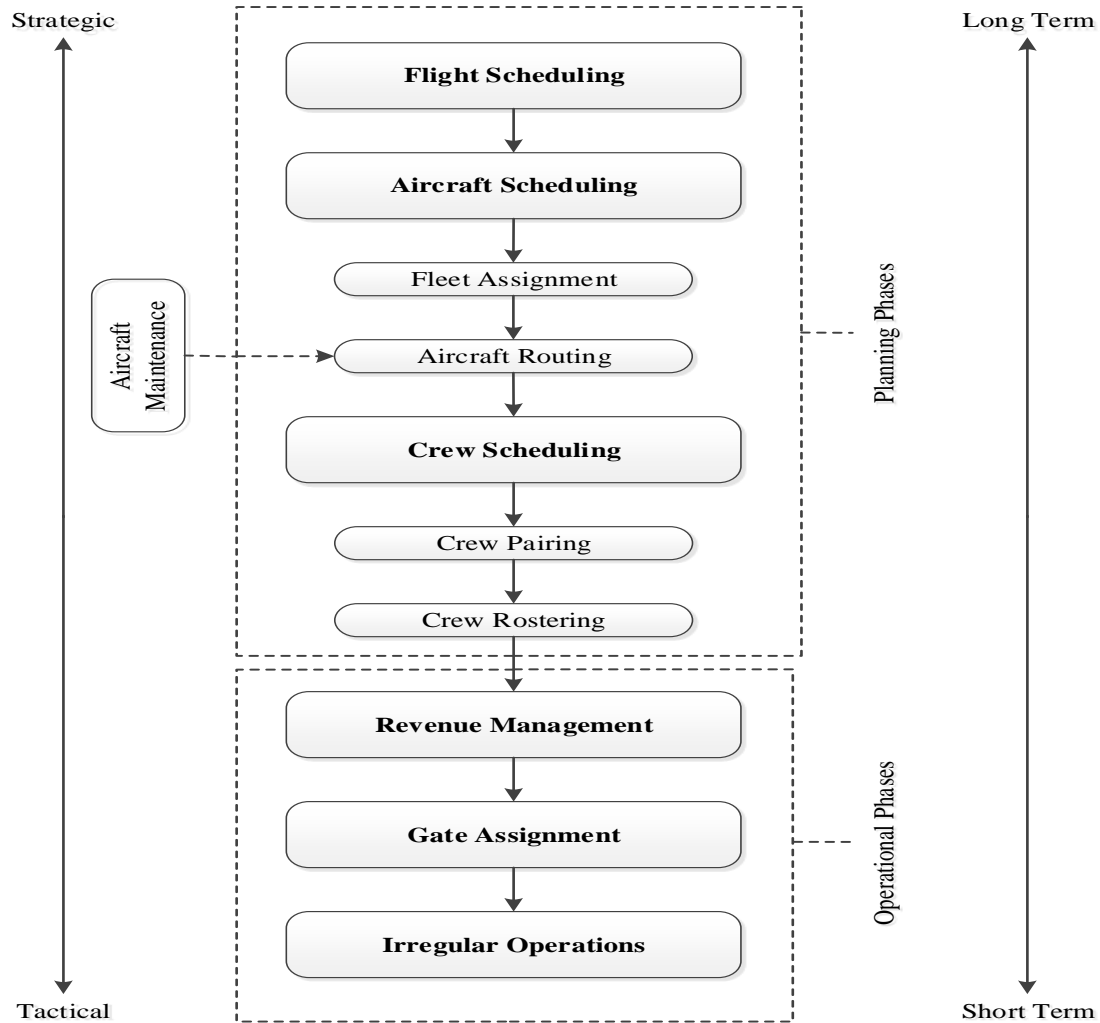 Strategic
Long Term
Flight Scheduling
Aircraft Scheduling
Fleet Assignment
Aircraft
Maintenance
Aircraft Routing
Planning Phases
Crew Scheduling
Crew Pairing
Crew Rostering
Revenue Management
Gate Assignment
Operational Phases
Irregular Operations
Tactical
Short Term